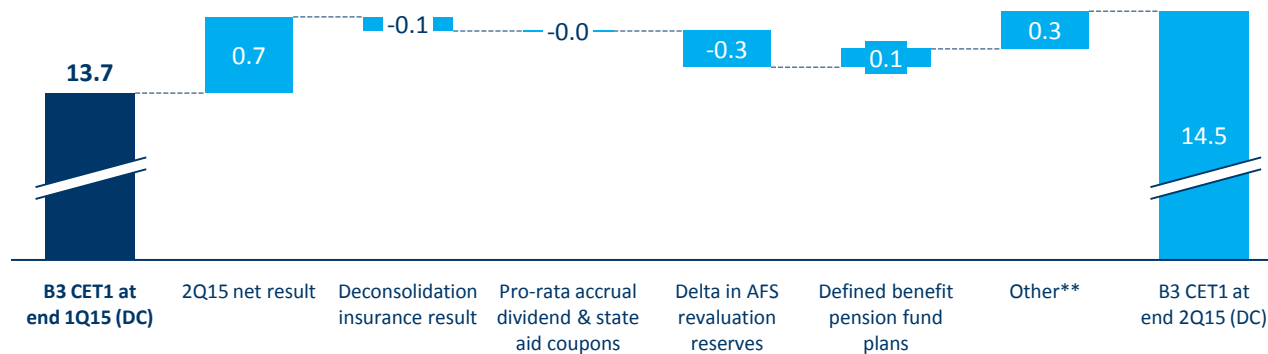 13.7
0.7
-0.1
-0.0
-0.3
0.1
0.3
14.5
B3 CET1 at
end 1Q15 (DC)
2Q15 net result
Deconsolidation
insurance result
Pro-rata accrual
dividend & state
aid coupons
Delta in AFS
revaluation
reserves
Defined benefit
pension fund
plans
Other**
B3 CET1 at
end 2Q15 (DC)